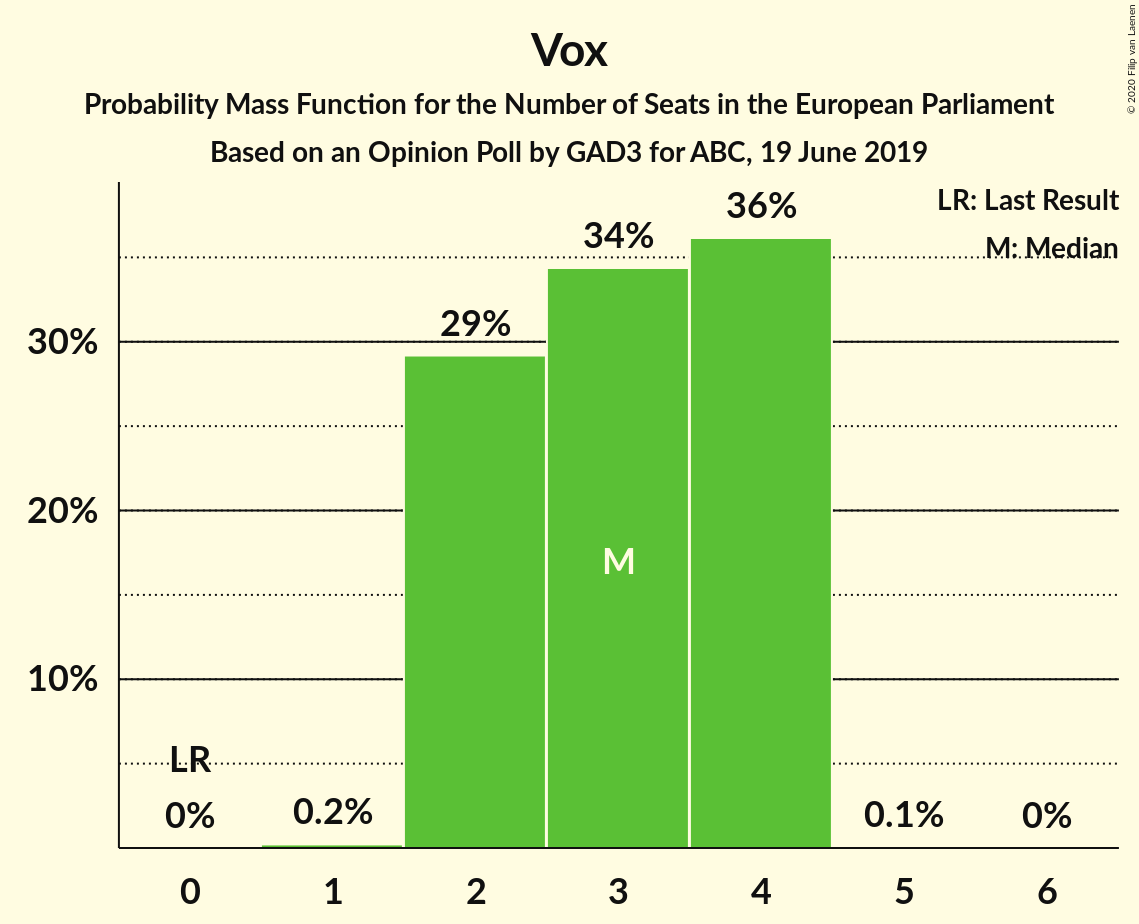 Vox
Probability Mass Function for the Number of Seats in the European Parliament
Based on an Opinion Poll by GAD3 for ABC, 19 June 2019
© 2020 Filip van Laenen
LR: Last Result
M: Median
36%
34%
29%
30%
20%
M
10%
LR
0%
0.2%
0.1%
0%
0 1 2 3 4 5 6